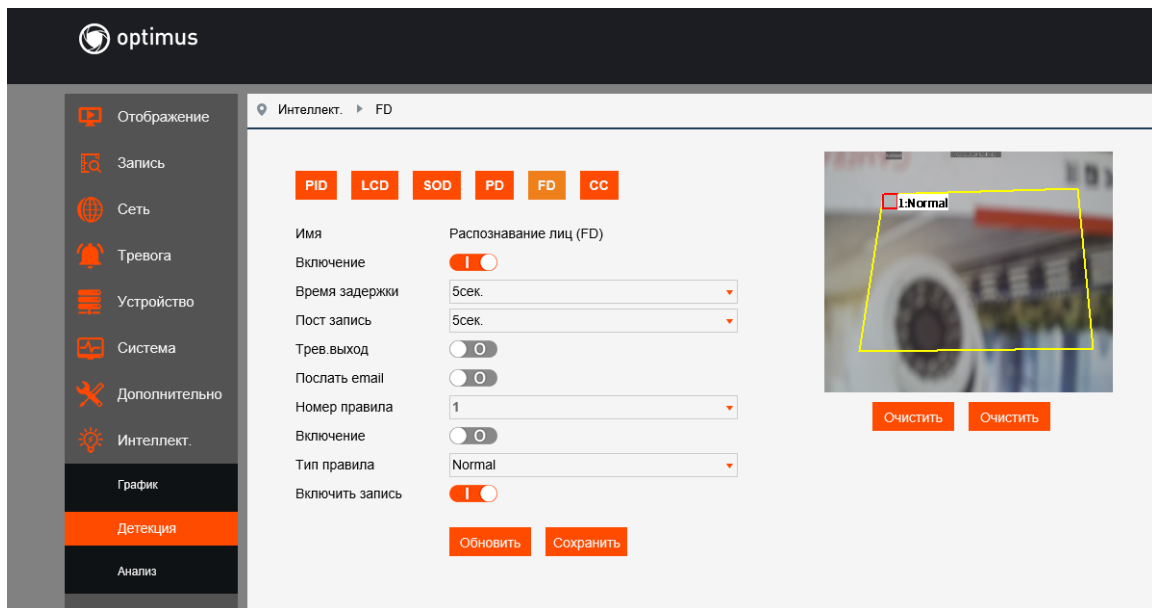 optimus
Отображение
Запись
Сеть
Тревога
Устройство
Система
Дополнительно
Интеллект.
График
Детекция
Анализ
Интеллект. FD
PID LCD SOD PD FD CC
Имя Распознавание лиц (FD)
Включение I
Время задержки 5сек.
Пост запись 5сек.
Трев.выход O
Послать email O
Номер правила 1
Включение O
Тип правила Normal
Включить запись I
Обновить Сохранить
1:Normal
Очистить Очистить